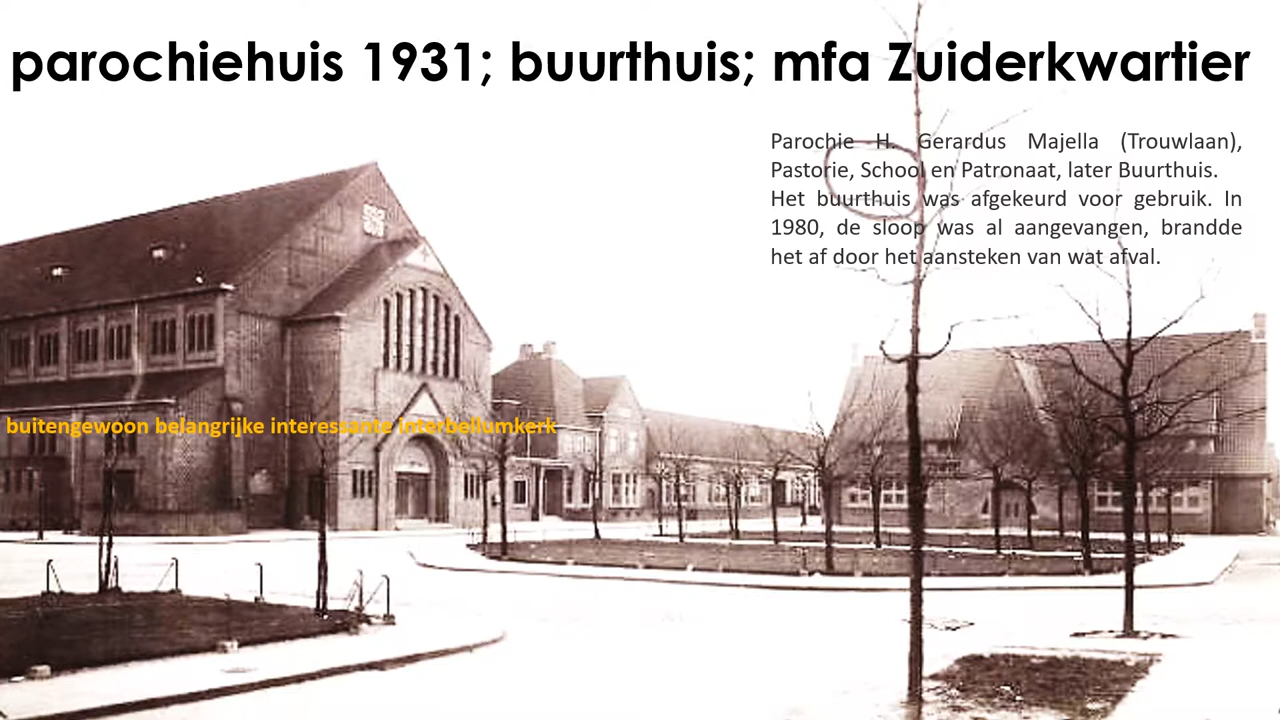 parochiehuis 1931; buurthuis; mfa Zuiderkwartier
Parochie H. Gerardus Majella (Trouwlaan),
Pastorie, School en Patronaat, later Buurthuis.
Het buurthuis was afgekeurd voor gebruik. In
1980, de sloop was al aangevangen, brandde
het af door het aansteken van wat afval.
buitengewoon belangrijke interessante interbellumkerk